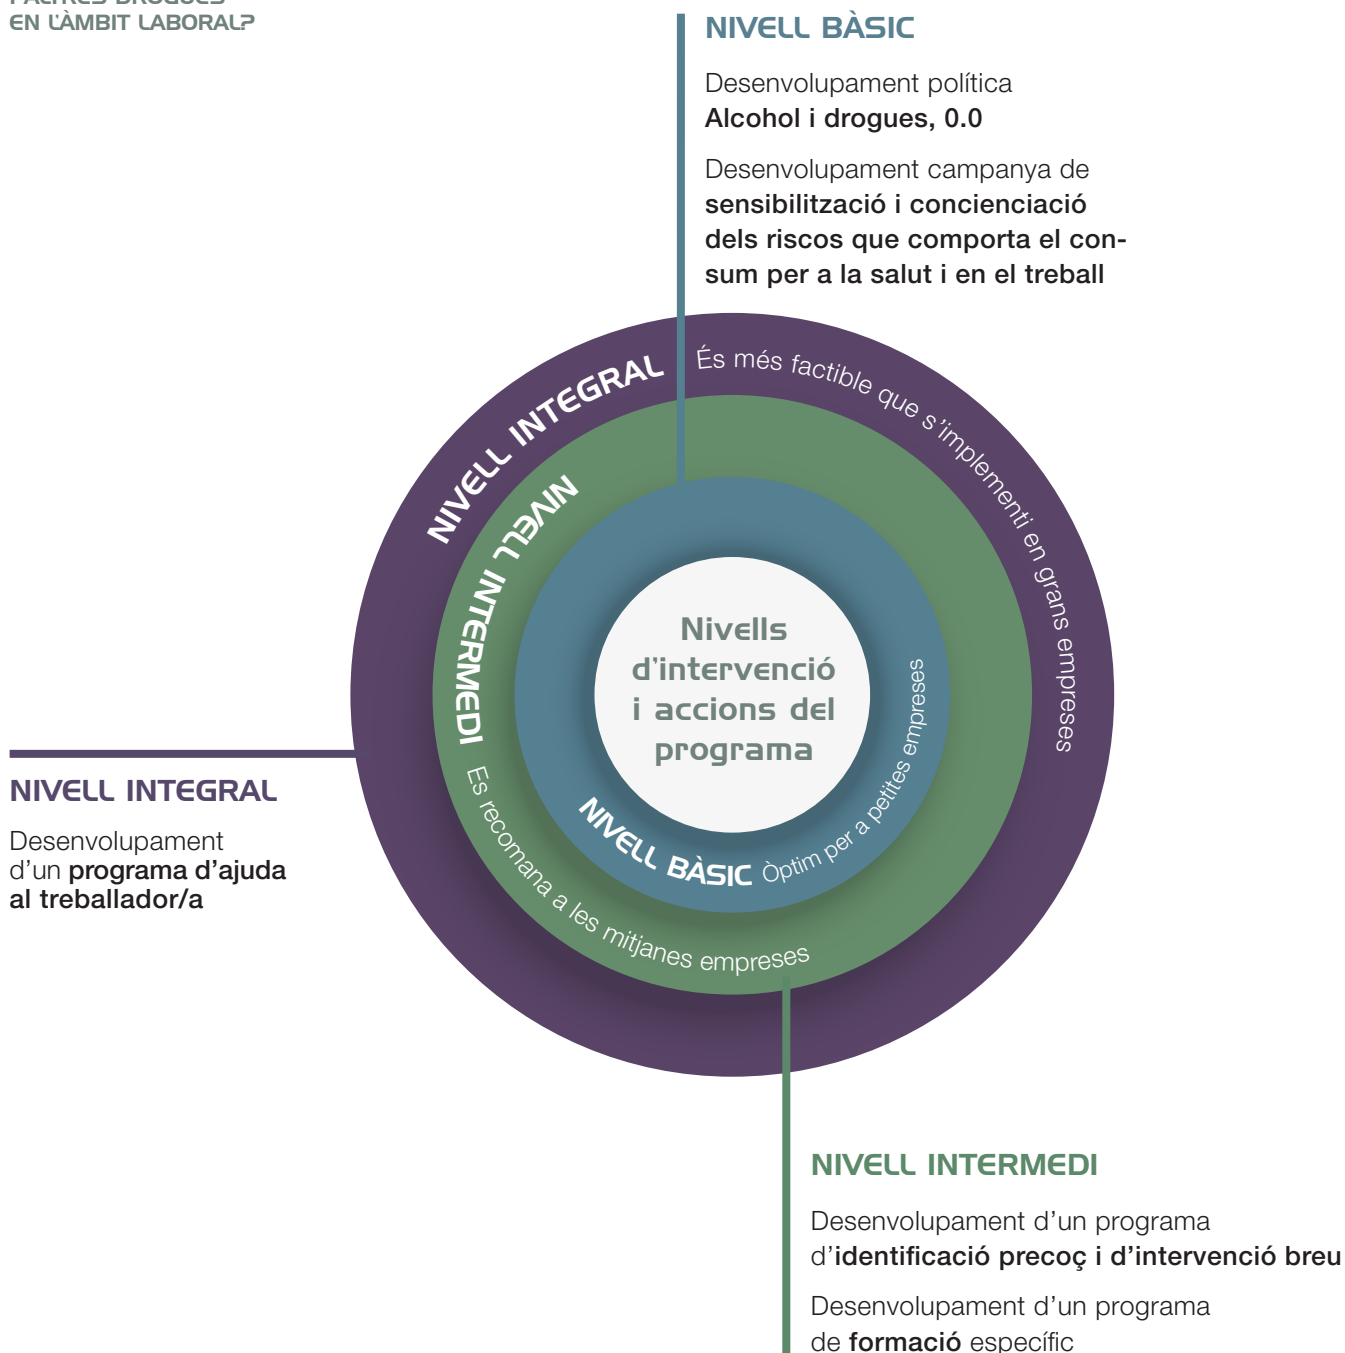 I ALTRES DROGUES
EN L'ÀMBIT LABORAL?
NIVELL BÀSIC
Desenvolupament política
Alcohol i drogues, 0.0
Desenvolupament campanya de
sensibilització i concienciació
dels riscos que comporta el con-
sum per a la salut i en el treball
NIVELL INTEGRAL És més factible que s'implementi en grans empreses
NIVELL INTERMEDI Es recomana a les mitjanes empreses
NIVELL BÀSIC Òptim per a petites empreses
Nivells
d'intervenció
i accions del
programa
NIVELL INTEGRAL
Desenvolupament
d'un programa d'ajuda
al treballador/a
NIVELL INTERMEDI
Desenvolupament d'un programa
d'identificació precoç i d'intervenció breu
Desenvolupament d'un programa
de formació específic